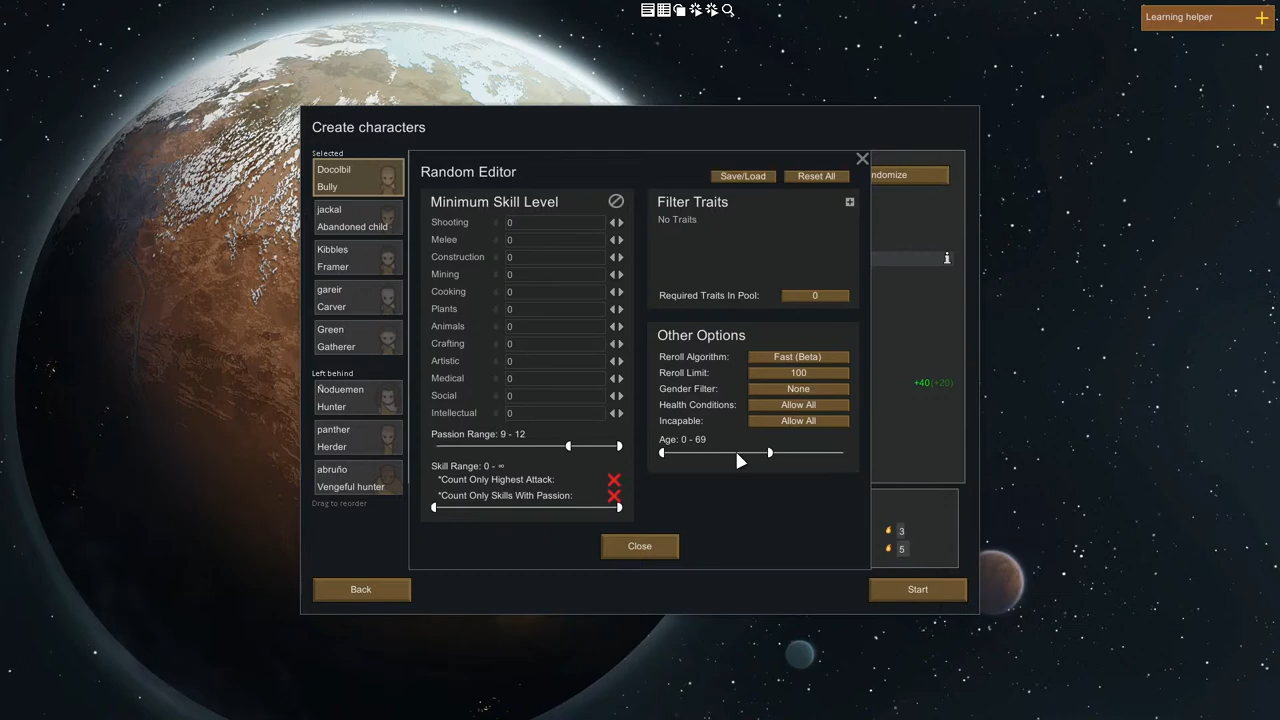 Learning helper
Create characters
Selected
Docolbil
Bully
jackal
Abandoned child
Kibbles
Framer
gareir
Carver
Green
Gatherer
Left behind
Noduemen
Hunter
panther
Herder
abruño
Vengeful hunter
Drag to reorder
Back
Random Editor
Save/Load
Reset All
ndomize
Minimum Skill Level
Shooting 0
Melee 0
Construction 0
Mining 0
Cooking 0
Plants 0
Animals 0
Crafting 0
Artistic 0
Medical 0
Social 0
Intellectual 0
Passion Range: 9 - 12
Skill Range: 0 - ∞
*Count Only Highest Attack:
*Count Only Skills With Passion:
Filter Traits
No Traits
Required Traits In Pool: 0
Other Options
Reroll Algorithm: Fast (Beta)
Reroll Limit: 100
Gender Filter: None
Health Conditions: Allow All
Incapable: Allow All
Age: 0 - 69
Close
+40(+20)
3
5
Start